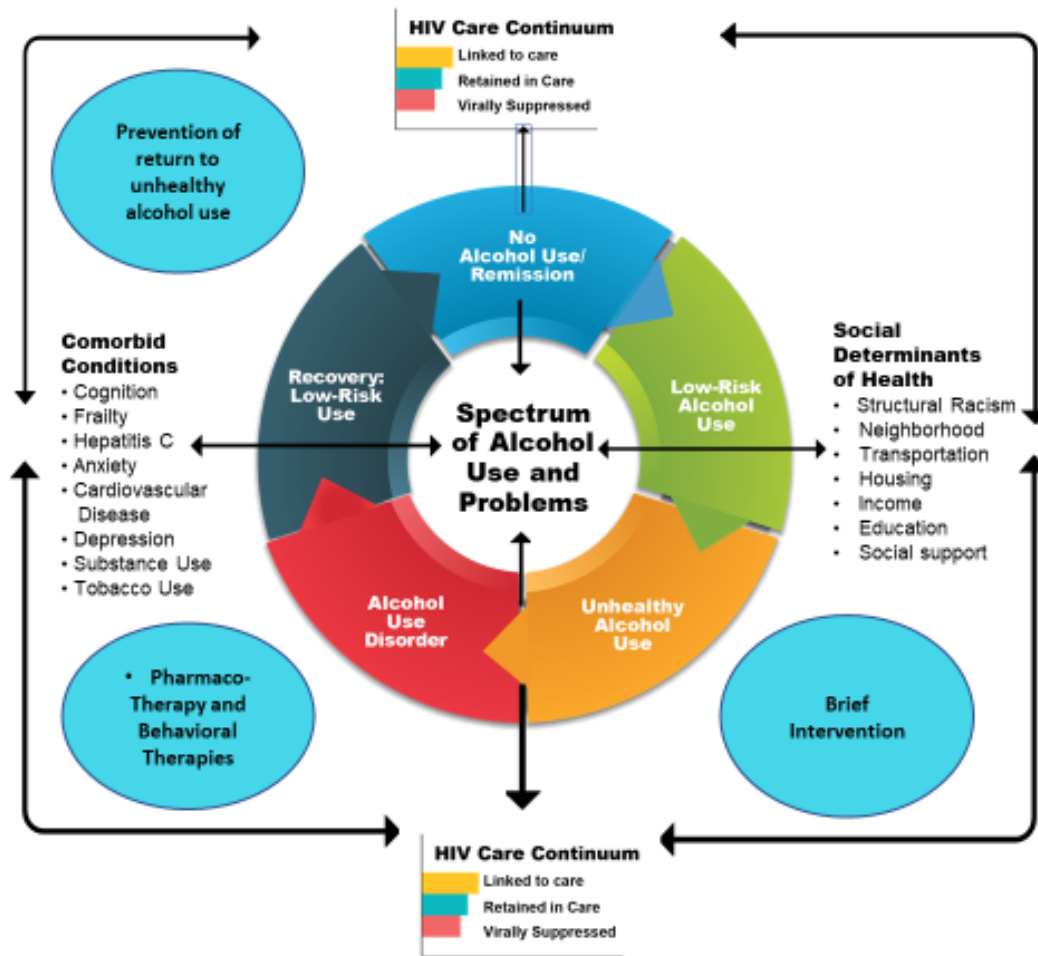 HIV Care Continuum
Linked to care
Retained in Care
Virally Suppressed
Prevention of
return to
unhealthy
alcohol use
No
Alcohol Use/
Remission
Recovery:
Low-Risk
Use
Low-Risk
Alcohol
Use
Spectrum
of Alcohol
Use and
Problems
Comorbid
Conditions
• Cognition
• Frailty
• Hepatitis C
• Anxiety
• Cardiovascular
Disease
• Depression
• Substance Use
• Tobacco Use
Social
Determinants
of Health
• Structural Racism
• Neighborhood
• Transportation
• Housing
• Income
• Education
• Social support
Alcohol
Use
Disorder
Unhealthy
Alcohol
Use
• Pharmaco-
Therapy and
Behavioral
Therapies
Brief
Intervention
HIV Care Continuum
Linked to care
Retained in Care
Virally Suppressed